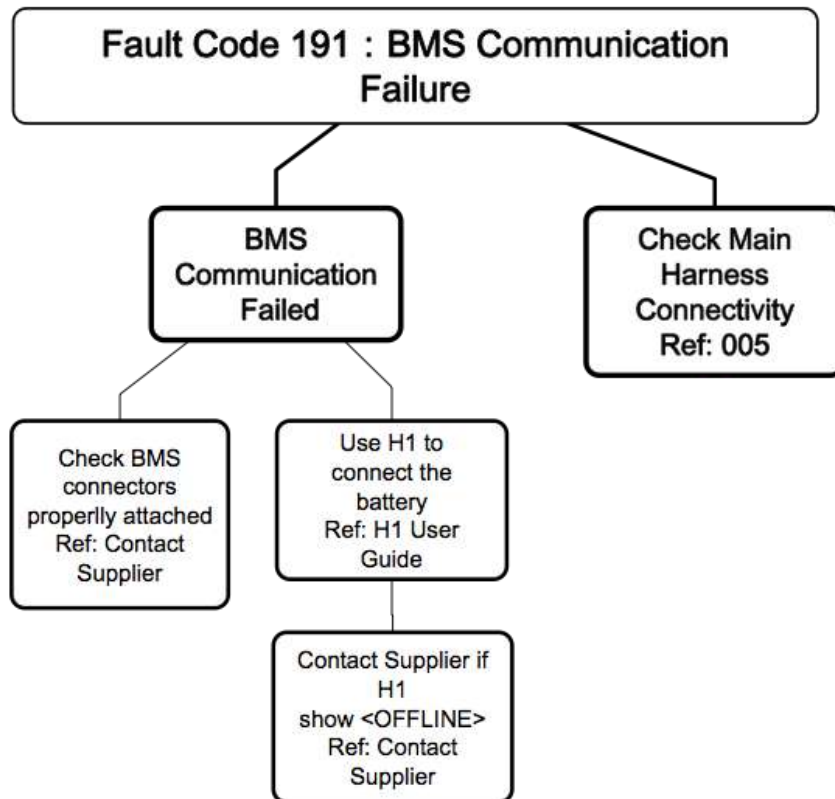 Fault Code 191 : BMS Communication
Failure
BMS
Communication
Failed
Check Main
Harness
Connectivity
Ref: 005
Check BMS
connectors
properlly attached
Ref: Contact
Supplier
Use H1 to
connect the
battery
Ref: H1 User
Guide
Contact Supplier if
H1
show <OFFLINE>
Ref: Contact
Supplier